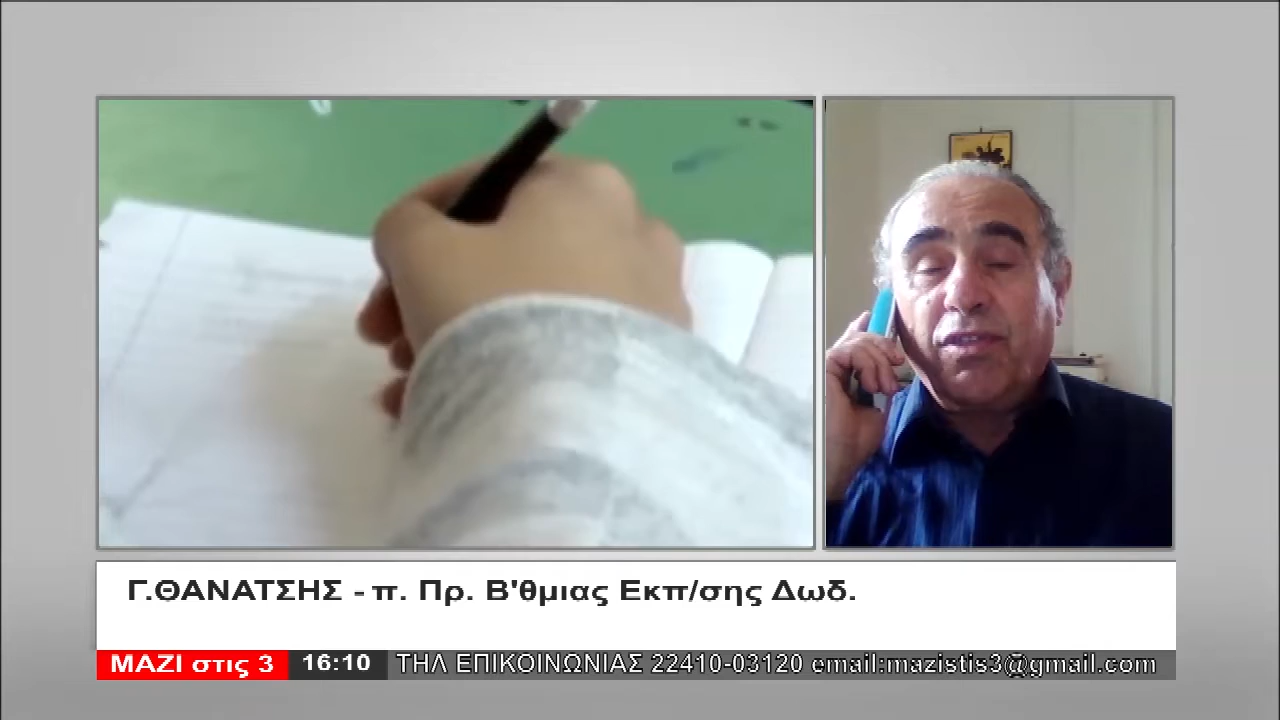 Γ.ΘΑΝΑΤΣΗΣ - π. Πρ. Β'θμιας Εκπ/σης Δωδ.
ΜΑΖΙ στις 3 16:10 ΤΗΛ ΕΠΙΚΟΙΝΩΝΙΑΣ 22410-03120 email:mazistis3@gmail.com